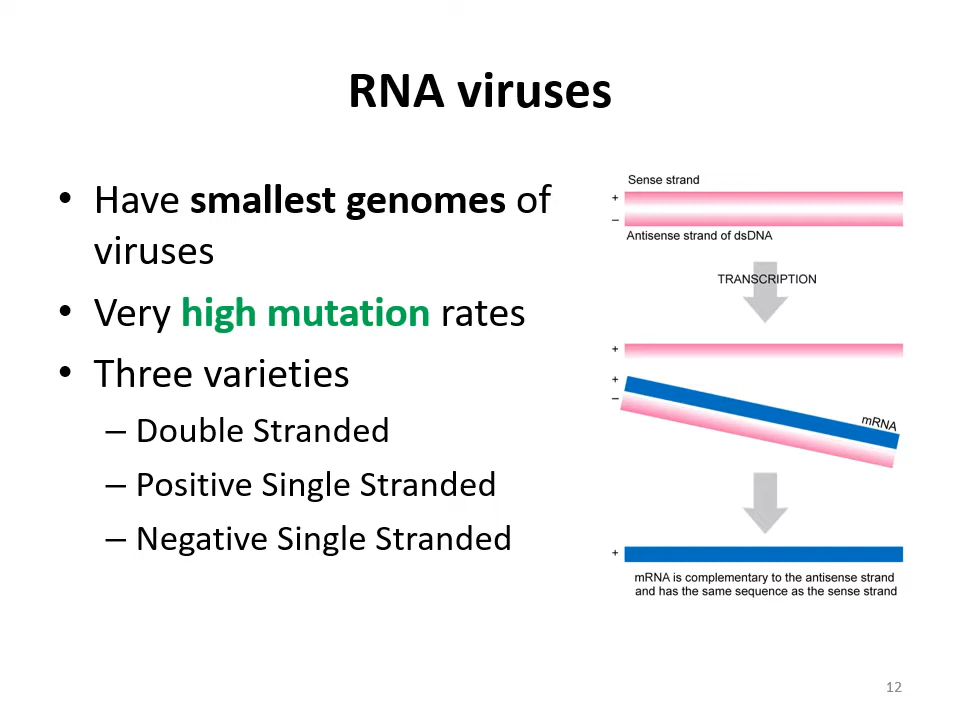 RNA viruses
• Have smallest genomes of
viruses
• Very high mutation rates
• Three varieties
– Double Stranded
– Positive Single Stranded
– Negative Single Stranded
Sense strand
+
–
Antisense strand of dsDNA
TRANSCRIPTION
+
+
–
mRNA
+
mRNA is complementary to the antisense strand
and has the same sequence as the sense strand
12